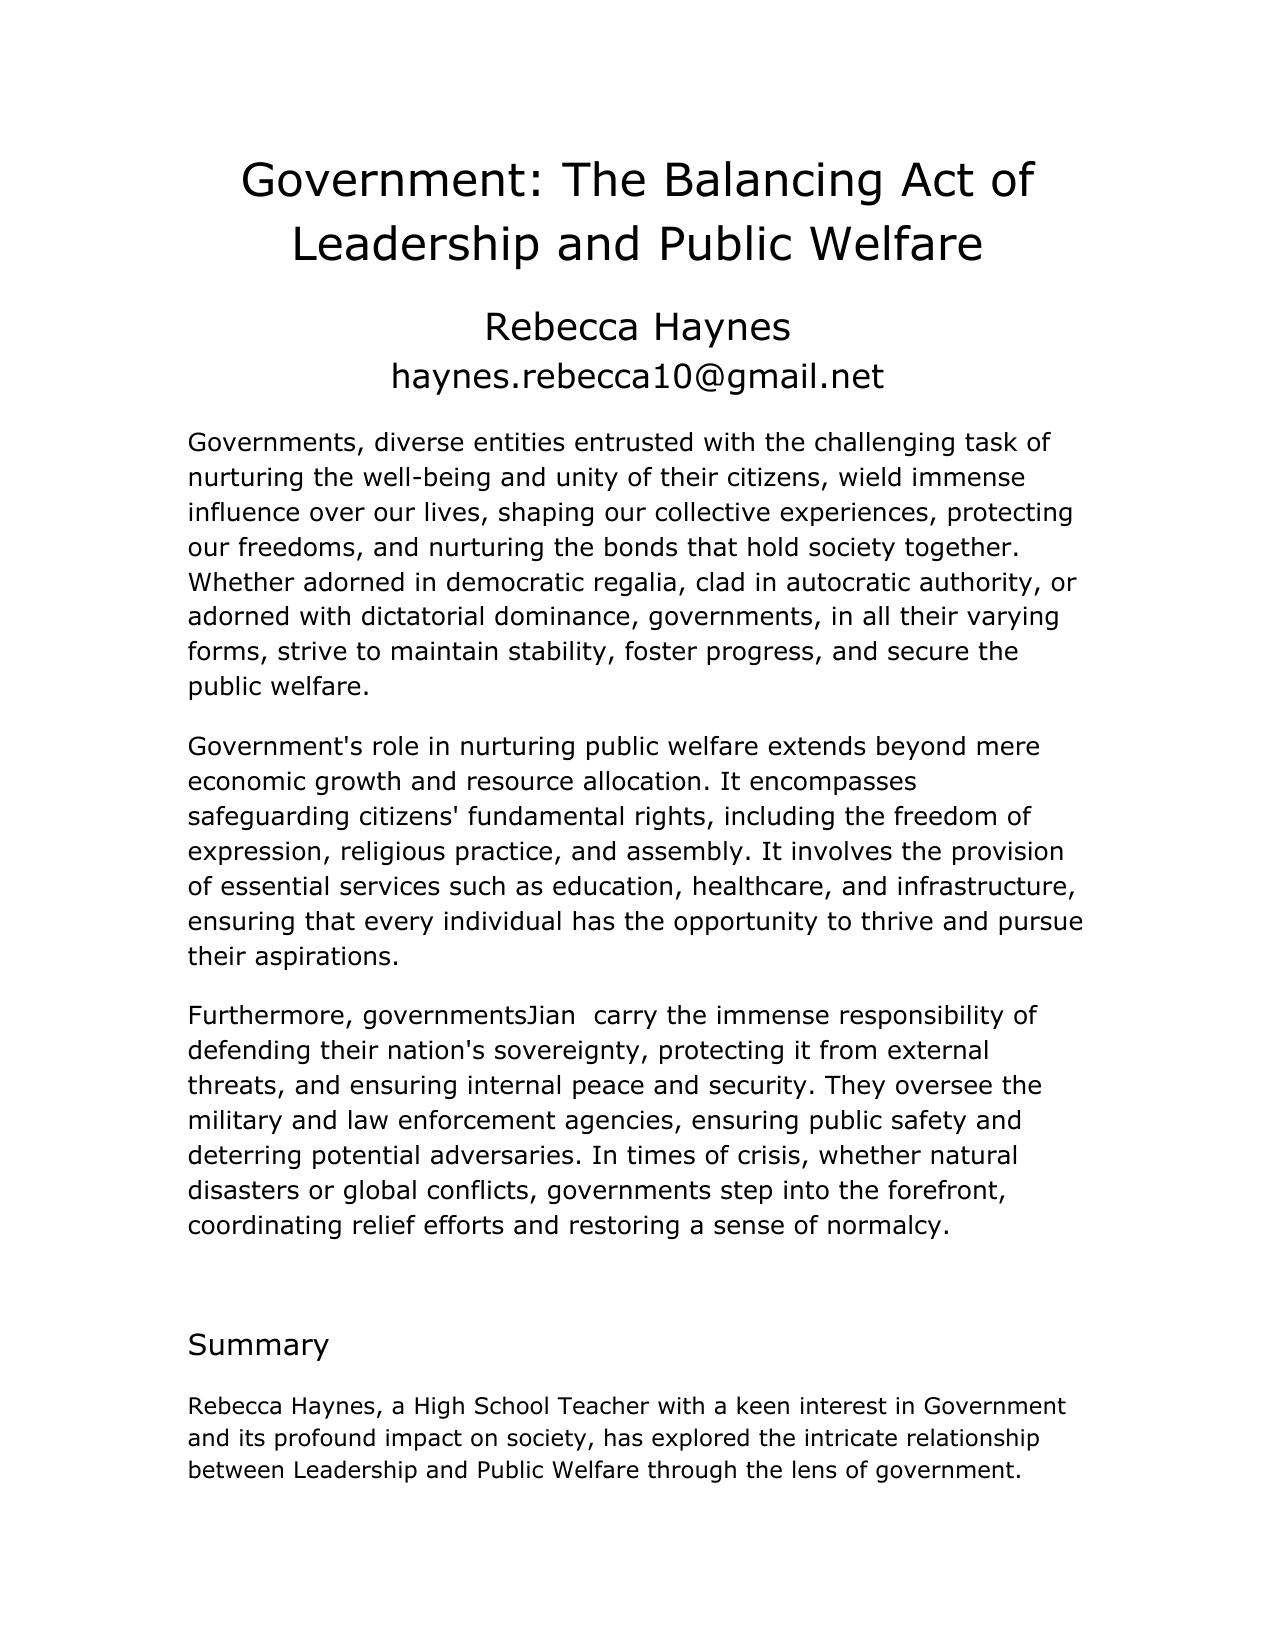 Government: The Balancing Act of
Leadership and Public Welfare
Rebecca Haynes
haynes.rebecca10@gmail.net
Governments, diverse entities entrusted with the challenging task of
nurturing the well-being and unity of their citizens, wield immense
influence over our lives, shaping our collective experiences, protecting
our freedoms, and nurturing the bonds that hold society together.
Whether adorned in democratic regalia, clad in autocratic authority, or
adorned with dictatorial dominance, governments, in all their varying
forms, strive to maintain stability, foster progress, and secure the
public welfare.
Government's role in nurturing public welfare extends beyond mere
economic growth and resource allocation. It encompasses
safeguarding citizens' fundamental rights, including the freedom of
expression, religious practice, and assembly. It involves the provision
of essential services such as education, healthcare, and infrastructure,
ensuring that every individual has the opportunity to thrive and pursue
their aspirations.
Furthermore, governmentsJian  carry the immense responsibility of
defending their nation's sovereignty, protecting it from external
threats, and ensuring internal peace and security. They oversee the
military and law enforcement agencies, ensuring public safety and
deterring potential adversaries. In times of crisis, whether natural
disasters or global conflicts, governments step into the forefront,
coordinating relief efforts and restoring a sense of normalcy.
Summary
Rebecca Haynes, a High School Teacher with a keen interest in Government
and its profound impact on society, has explored the intricate relationship
between Leadership and Public Welfare through the lens of government.